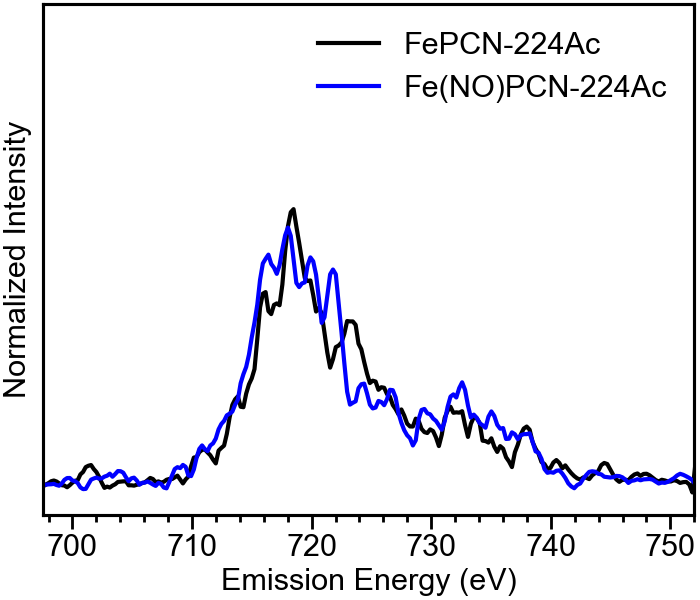 FePCN-224Ac
Fe(NO)PCN-224Ac
Normalized Intensity
700 710 720 730 740 750
Emission Energy (eV)